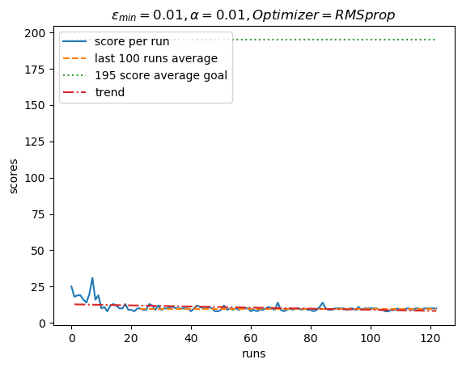 ε_min = 0.01, α = 0.01, Optimizer = RMSprop
score per run
last 100 runs average
195 score average goal
trend
scores
200
175
150
125
100
75
50
25
0
0 20 40 60 80 100 120
runs